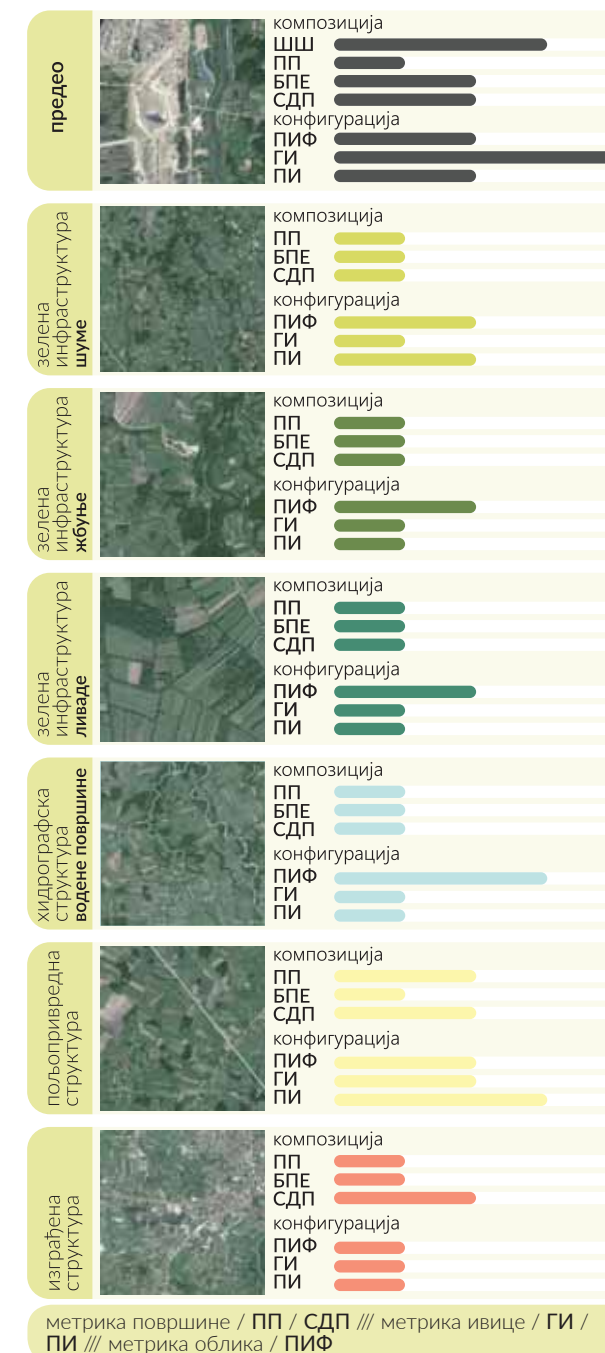 предео
композиција
ШШ
ПП
БПЕ
СДП
конфигурација
ПИФ
ГИ
ПИ
зелена
инфраструктура
шуме
композиција
ПП
БПЕ
СДП
конфигурација
ПИФ
ГИ
ПИ
зелена
инфраструктура
жбуње
композиција
ПП
БПЕ
СДП
конфигурација
ПИФ
ГИ
ПИ
зелена
инфраструктура
ливаде
композиција
ПП
БПЕ
СДП
конфигурација
ПИФ
ГИ
ПИ
хидрографска
структура
водене површине
композиција
ПП
БПЕ
СДП
конфигурација
ПИФ
ГИ
ПИ
пољопривредна
структура
композиција
ПП
БПЕ
СДП
конфигурација
ПИФ
ГИ
ПИ
изграђена
структура
композиција
ПП
БПЕ
СДП
конфигурација
ПИФ
ГИ
ПИ
метрика површине / ПП / СДП /// метрика ивице / ГИ /
ПИ /// метрика облика / ПИФ